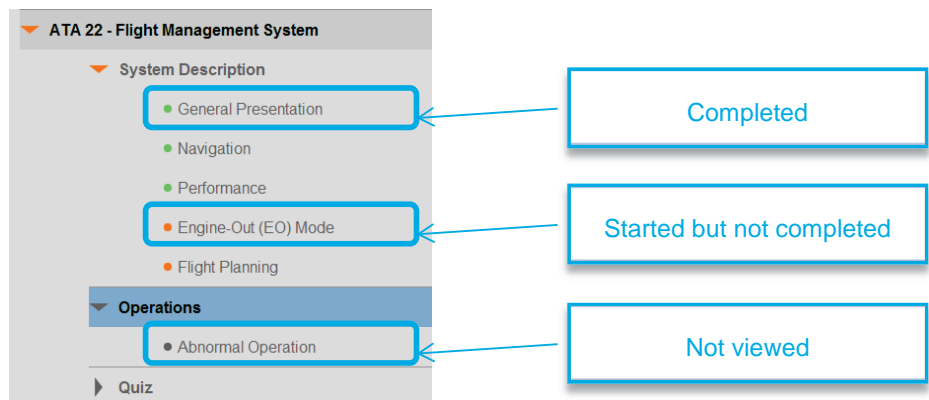 ATA 22 - Flight Management System
System Description
General Presentation
Completed
Navigation
Performance
Engine-Out (EO) Mode
Started but not completed
Flight Planning
Operations
Abnormal Operation
Not viewed
Quiz